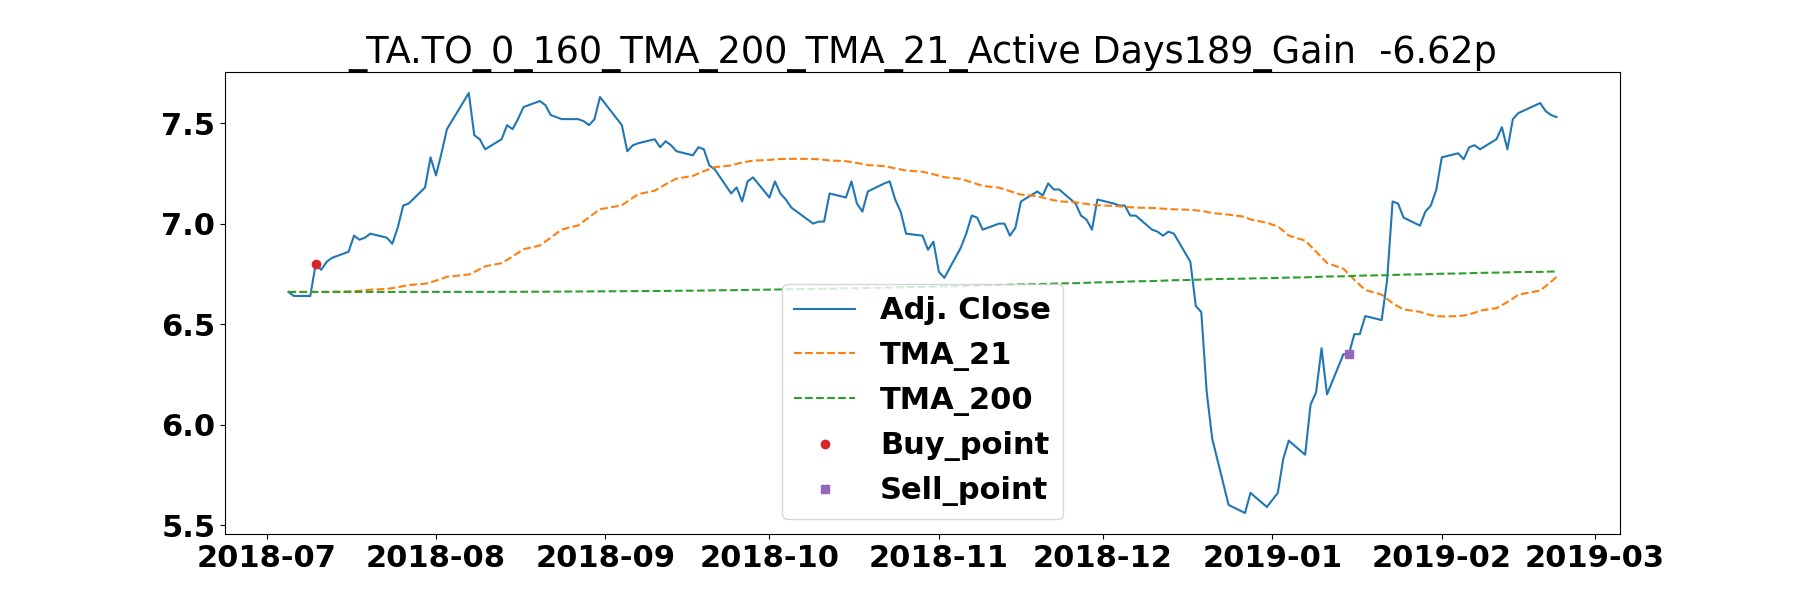 _TA.TO_0_160_TMA_200_TMA_21_Active Days189_Gain  -6.62p
7.5
7.0
6.5
6.0
5.5
Adj. Close
TMA_21
TMA_200
Buy_point
Sell_point
2018-07 2018-08 2018-09 2018-10 2018-11 2018-12 2019-01 2019-02 2019-03